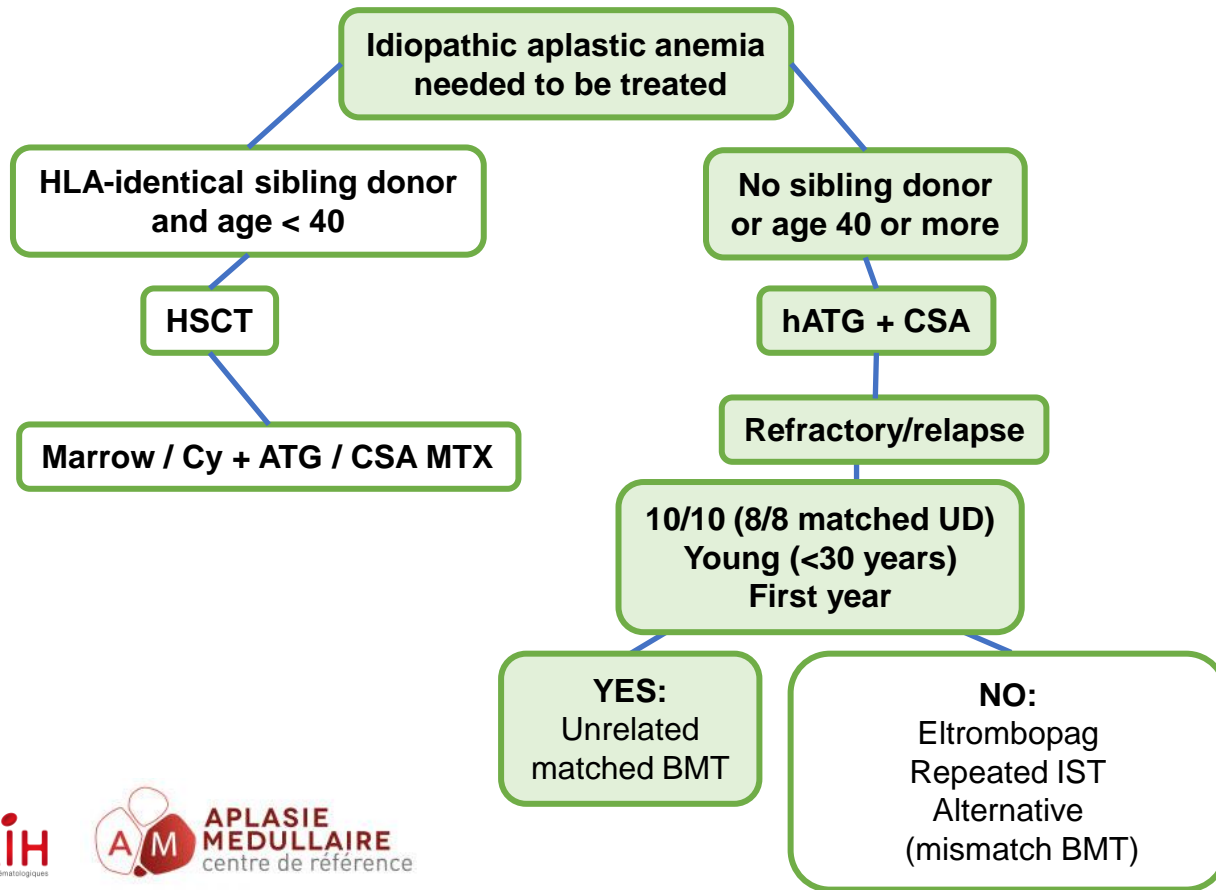 Idiopathic aplastic anemia
needed to be treated
HLA-identical sibling donor
and age < 40
No sibling donor
or age 40 or more
HSCT
hATG + CSA
Marrow / Cy + ATG / CSA MTX
Refractory/relapse
10/10 (8/8 matched UD)
Young (<30 years)
First year
YES:
Unrelated
matched BMT
NO:
Eltrombopag
Repeated IST
Alternative
(mismatch BMT)
iH
ématologiques
AM
APLASIE
MEDULLAIRE
centre de référence